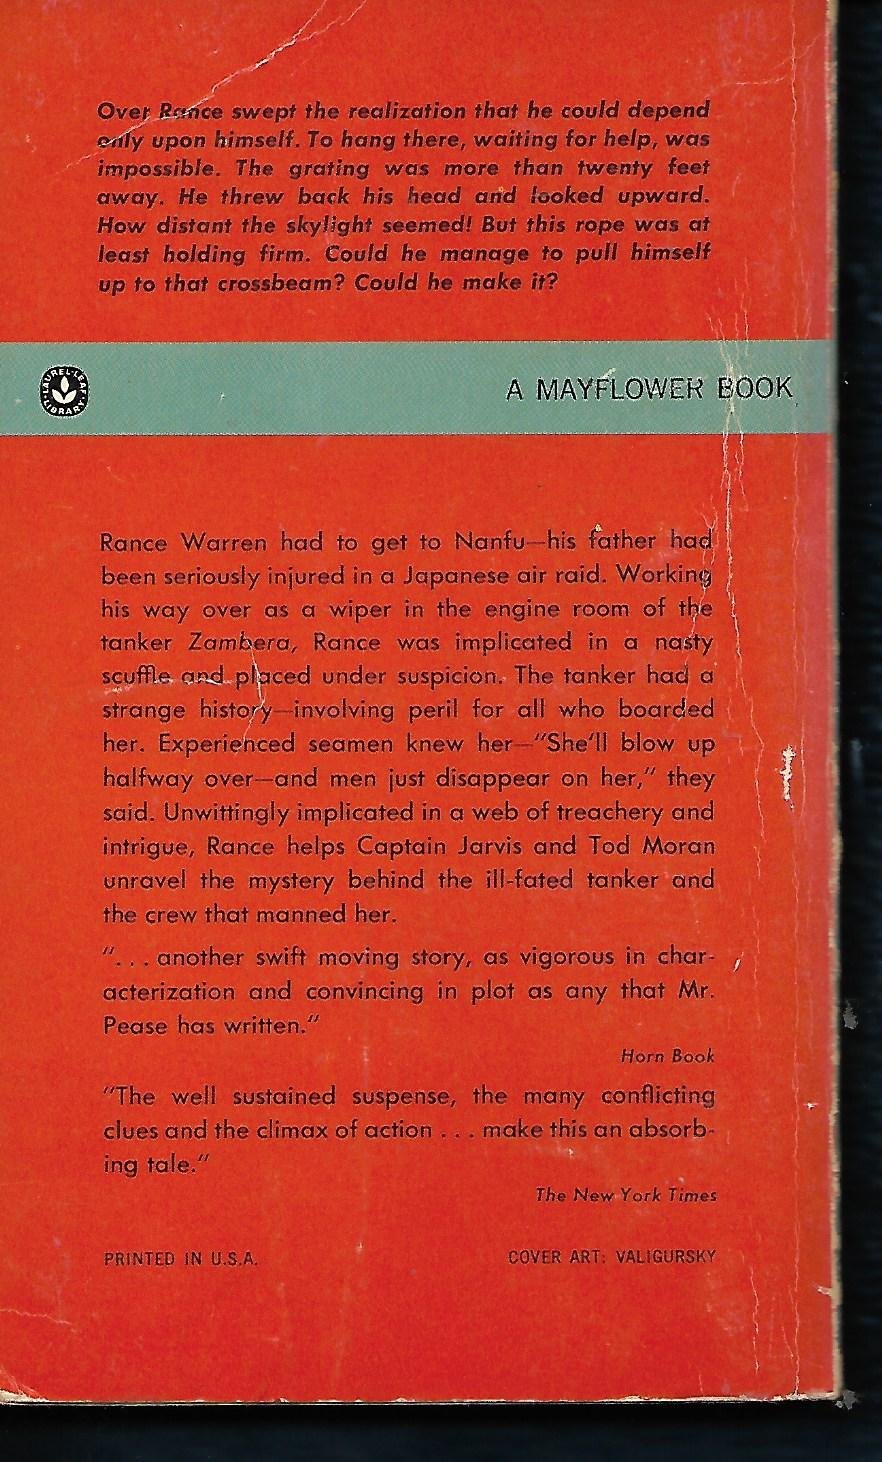 Over Rance swept the realization that he could depend
only upon himself. To hang there, waiting for help, was
impossible. The grating was more than twenty feet
away. He threw back his head and looked upward.
How distant the skylight seemed! But this rope was at
least holding firm. Could he manage to pull himself
up to that crossbeam? Could he make it?
LAUREL-LEAF
LIBRARY
A MAYFLOWER BOOK
Rance Warren had to get to Nanfu—his father had
been seriously injured in a Japanese air raid. Working
his way over as a wiper in the engine room of the
tanker Zambera, Rance was implicated in a nasty
scuffle and placed under suspicion. The tanker had a
strange history—involving peril for all who boarded
her. Experienced seamen knew her—"She'll blow up
halfway over—and men just disappear on her," they
said. Unwittingly implicated in a web of treachery and
intrigue, Rance helps Captain Jarvis and Tod Moran
unravel the mystery behind the ill-fated tanker and
the crew that manned her.
". . . another swift moving story, as vigorous in char-
acterization and convincing in plot as any that Mr.
Pease has written."
Horn Book
"The well sustained suspense, the many conflicting
clues and the climax of action . . . make this an absorb-
ing tale."
The New York Times
PRINTED IN U.S.A.
COVER ART: VALIGURSKY